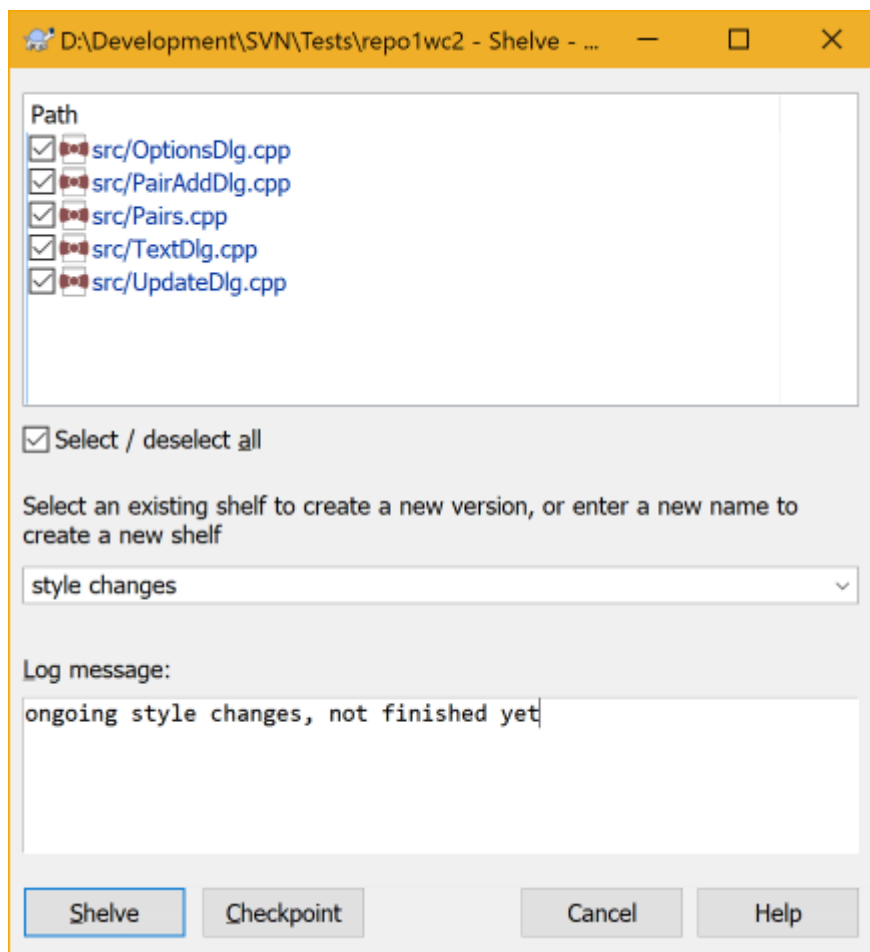 D:\Development\SVN\Tests\repo1wc2 - Shelve - ...
Path
src/OptionsDlg.cpp
src/PairAddDlg.cpp
src/Pairs.cpp
src/TextDlg.cpp
src/UpdateDlg.cpp
Select / deselect all
Select an existing shelf to create a new version, or enter a new name to
create a new shelf
style changes
Log message:
ongoing style changes, not finished yet
Shelve Checkpoint Cancel Help